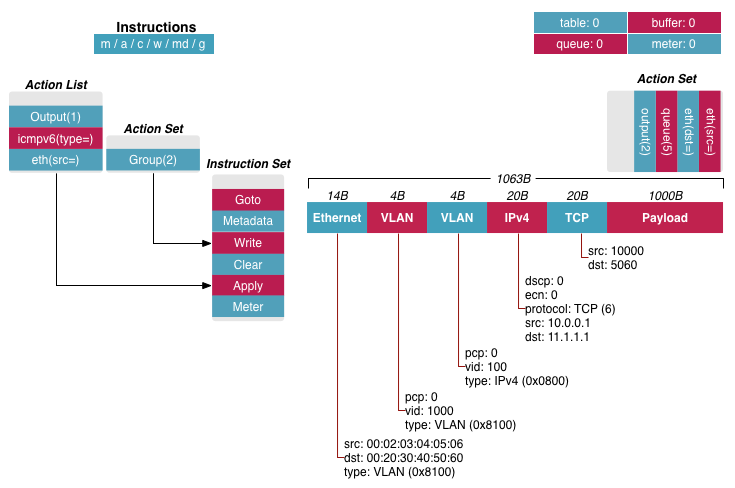 Instructions
m / a / c / w / md / g
table: 0
buffer: 0
queue: 0
meter: 0
Action List
Output(1)
icmpv6(type=)
eth(src=)
Action Set
Group(2)
Instruction Set
Goto
Metadata
Write
Clear
Apply
Meter
Action Set
output(2)
queue(5)
eth(dst=)
eth(src=)
1063B
14B
4B
4B
20B
20B
1000B
Ethernet
VLAN
VLAN
IPv4
TCP
Payload
src: 10000
dst: 5060
dscp: 0
ecn: 0
protocol: TCP (6)
src: 10.0.0.1
dst: 11.1.1.1
pcp: 0
vid: 100
type: IPv4 (0x0800)
pcp: 0
vid: 1000
type: VLAN (0x8100)
src: 00:02:03:04:05:06
dst: 00:20:30:40:50:60
type: VLAN (0x8100)